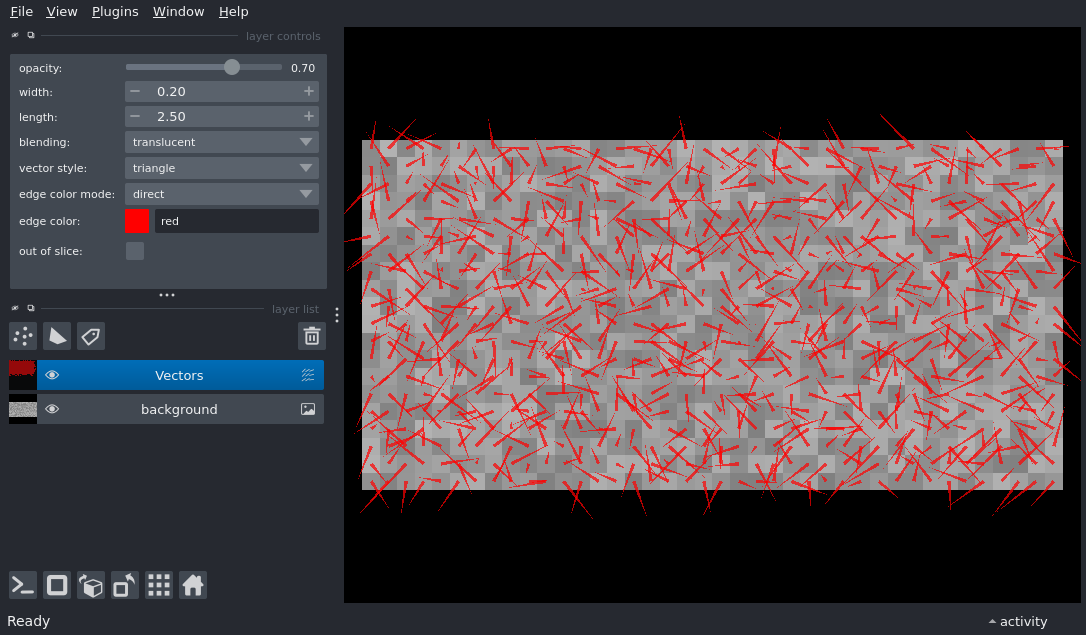 File View Plugins Window Help
layer controls
opacity: 0.70
width: 0.20
length: 2.50
blending: translucent
vector style: triangle
edge color mode: direct
edge color: red
out of slice:
layer list
Vectors
background
Ready
activity